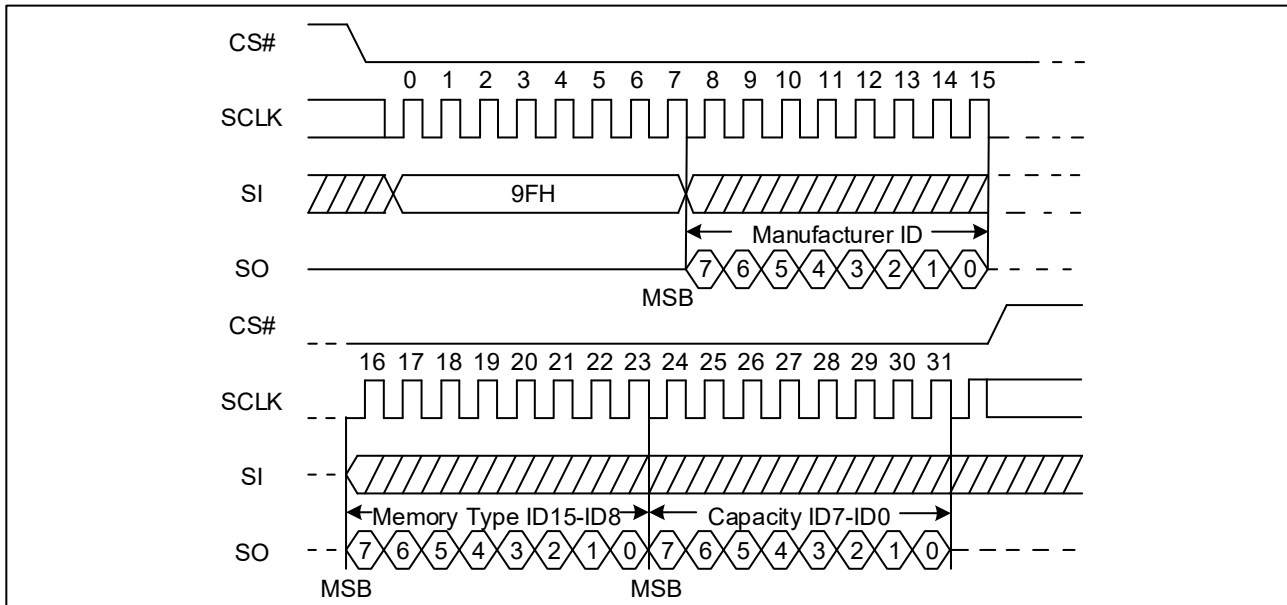 CS#
0 1 2 3 4 5 6 7 8 9 10 11 12 13 14 15
SCLK
SI 9FH
Manufacturer ID
SO 7 6 5 4 3 2 1 0
MSB
CS#
16 17 18 19 20 21 22 23 24 25 26 27 28 29 30 31
SCLK
SI
Memory Type ID15-ID8 Capacity ID7-ID0
SO 7 6 5 4 3 2 1 0 7 6 5 4 3 2 1 0
MSB MSB